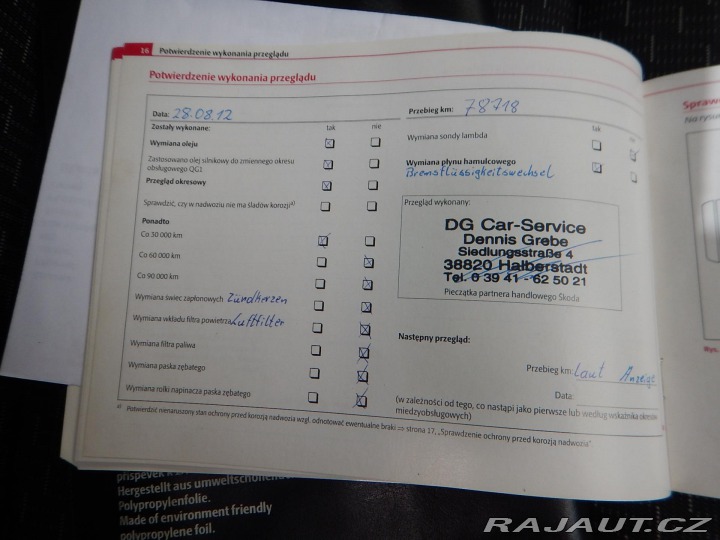 16 Potwierdzenie wykonania przeglądu
Potwierdzenie wykonania przeglądu
Data: 28.08.12
Zostały wykonane:
tak nie
Wymiana oleju
Zastosowano olej silnikowy do zmiennego okresu
obsługowego QG1
Przegląd okresowy
Sprawdzić, czy w nadwoziu nie ma śladów korozji a)
Ponadto
Co 30 000 km
Co 60 000 km
Co 90 000 km
Wymiana świec zapłonowych Zündkerzen
Wymiana wkładu filtra powietrza Luftfilter
Wymiana filtra paliwa
Wymiana paska zębatego
Wymiana rolki napinacza paska zębatego
Przebieg km: 78718
tak nie
Wymiana sondy lambda
Wymiana płynu hamulcowego
Bremsflüssigkeitswechsel
Przegląd wykonany:
DG Car-Service
Dennis Grebe
Siedlungsstraße 4
38820 Halberstadt
Tel. 0 39 41 - 62 50 21
Pieczątka partnera handlowego Škoda
Następny przegląd:
Przebieg km: Laut Anzeige
Data:
(w zależności od tego, co nastąpi jako pierwsze lub według wskaźnika okresów
międzyobsługowych)
a) Potwierdzić nienaruszony stan ochrony przed korozją nadwozia wzgl. odnotować ewentualne braki ⇒ strona 17, „Sprawdzenie ochrony przed korozją nadwozia”.
Hergestellt aus umweltschonenden
Polypropylenfolie.
Made of environment friendly
polypropylene foil.
RAJAUT.CZ